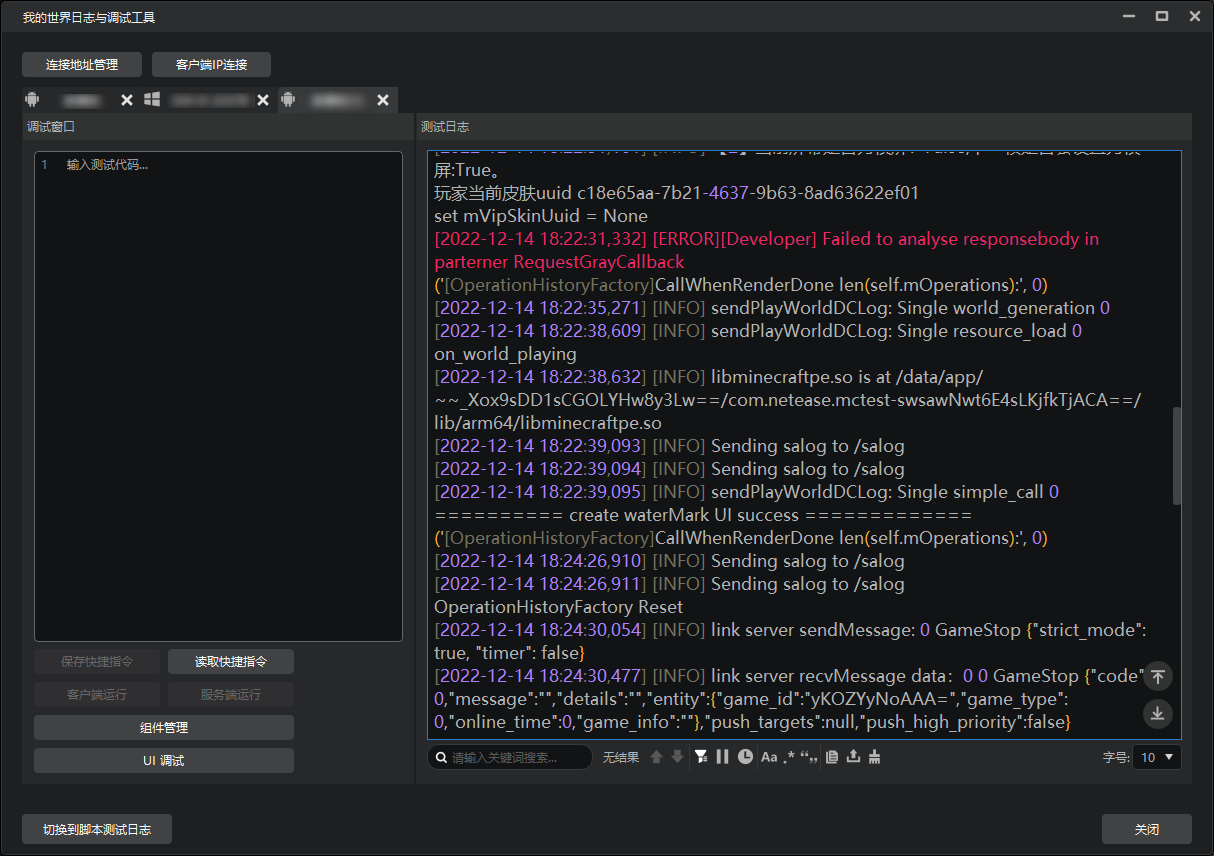 我的世界日志与调试工具
连接地址管理 客户端IP连接
调试窗口
1 输入测试代码...
保存快捷指令 读取快捷指令
客户端运行 服务端运行
组件管理
UI 调试
测试日志
屏:True。
玩家当前皮肤uuid c18e65aa-7b21-4637-9b63-8ad63622ef01
set mVipSkinUuid = None
[2022-12-14 18:22:31,332] [ERROR][Developer] Failed to analyse responsebody in
parterner RequestGrayCallback
('[OperationHistoryFactory]CallWhenRenderDone len(self.mOperations):', 0)
[2022-12-14 18:22:35,271] [INFO] sendPlayWorldDCLog: Single world_generation 0
[2022-12-14 18:22:38,609] [INFO] sendPlayWorldDCLog: Single resource_load 0
on_world_playing
[2022-12-14 18:22:38,632] [INFO] libminecraftpe.so is at /data/app/
~~_Xox9sDD1sCGOLYHw8y3Lw==/com.netease.mctest-swsawNwt6E4sLKjfkTjACA==/
lib/arm64/libminecraftpe.so
[2022-12-14 18:22:39,093] [INFO] Sending salog to /salog
[2022-12-14 18:22:39,094] [INFO] Sending salog to /salog
[2022-12-14 18:22:39,095] [INFO] sendPlayWorldDCLog: Single simple_call 0
========== create waterMark UI success =============
('[OperationHistoryFactory]CallWhenRenderDone len(self.mOperations):', 0)
[2022-12-14 18:24:26,910] [INFO] Sending salog to /salog
[2022-12-14 18:24:26,911] [INFO] Sending salog to /salog
OperationHistoryFactory Reset
[2022-12-14 18:24:30,054] [INFO] link server sendMessage: 0 GameStop {"strict_mode":
true, "timer": false}
[2022-12-14 18:24:30,477] [INFO] link server recvMessage data：0 0 GameStop {"code"
0,"message":"","details":"","entity":{"game_id":"yKOZYyNoAAA=","game_type":
0,"online_time":0,"game_info":""},"push_targets":null,"push_high_priority":false}
请输入关键词搜索... 无结果 Aa .* “,, 字号: 10
切换到脚本测试日志 关闭